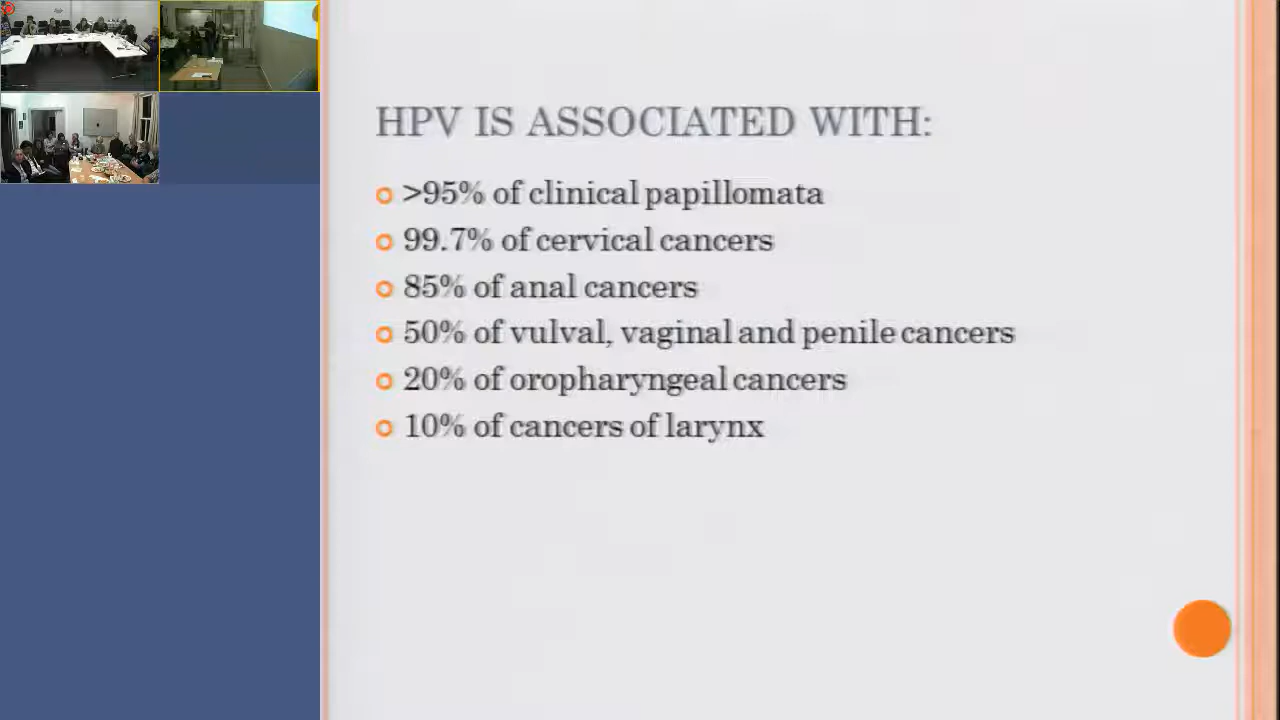 HPV IS ASSOCIATED WITH:
>95% of clinical papillomata
99.7% of cervical cancers
85% of anal cancers
50% of vulval, vaginal and penile cancers
20% of oropharyngeal cancers
10% of cancers of larynx